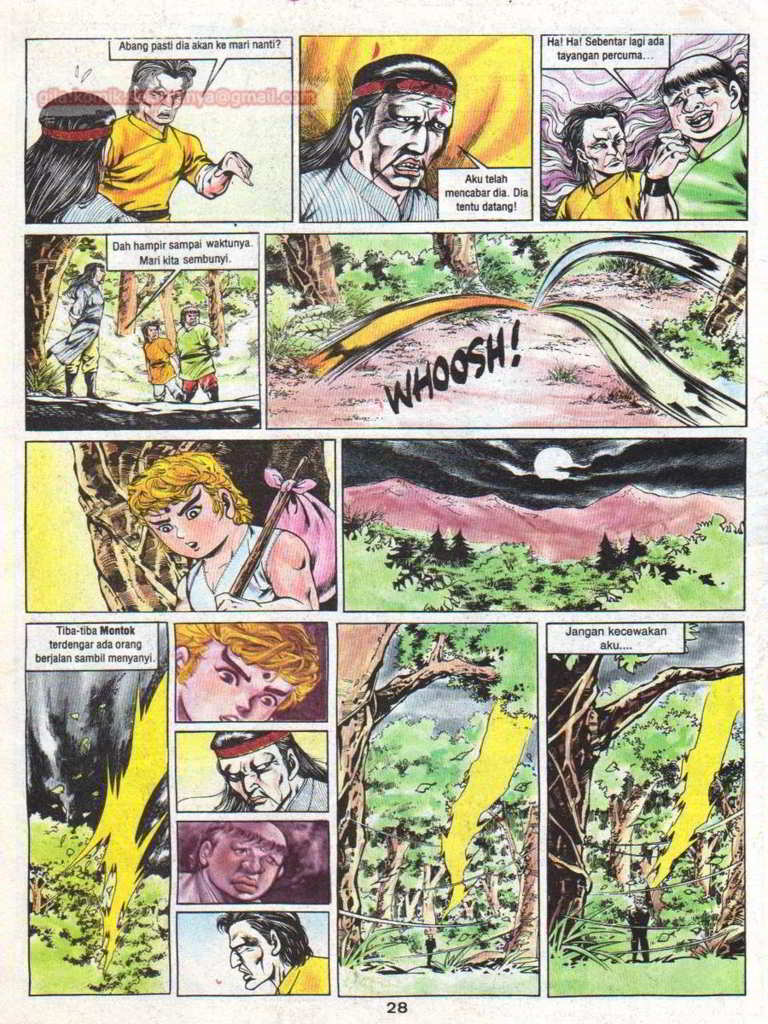 Abang pasti dia akan ke mari nanti?
Aku telah
mencabar dia. Dia
tentu datang!
Ha! Ha! Sebentar lagi ada
tayangan percuma...
Dah hampir sampai waktunya.
Mari kita sembunyi.
WHOOSH!
Tiba-tiba Montok
terdengar ada orang
berjalan sambil menyanyi.
Jangan kecewakan
aku....
28